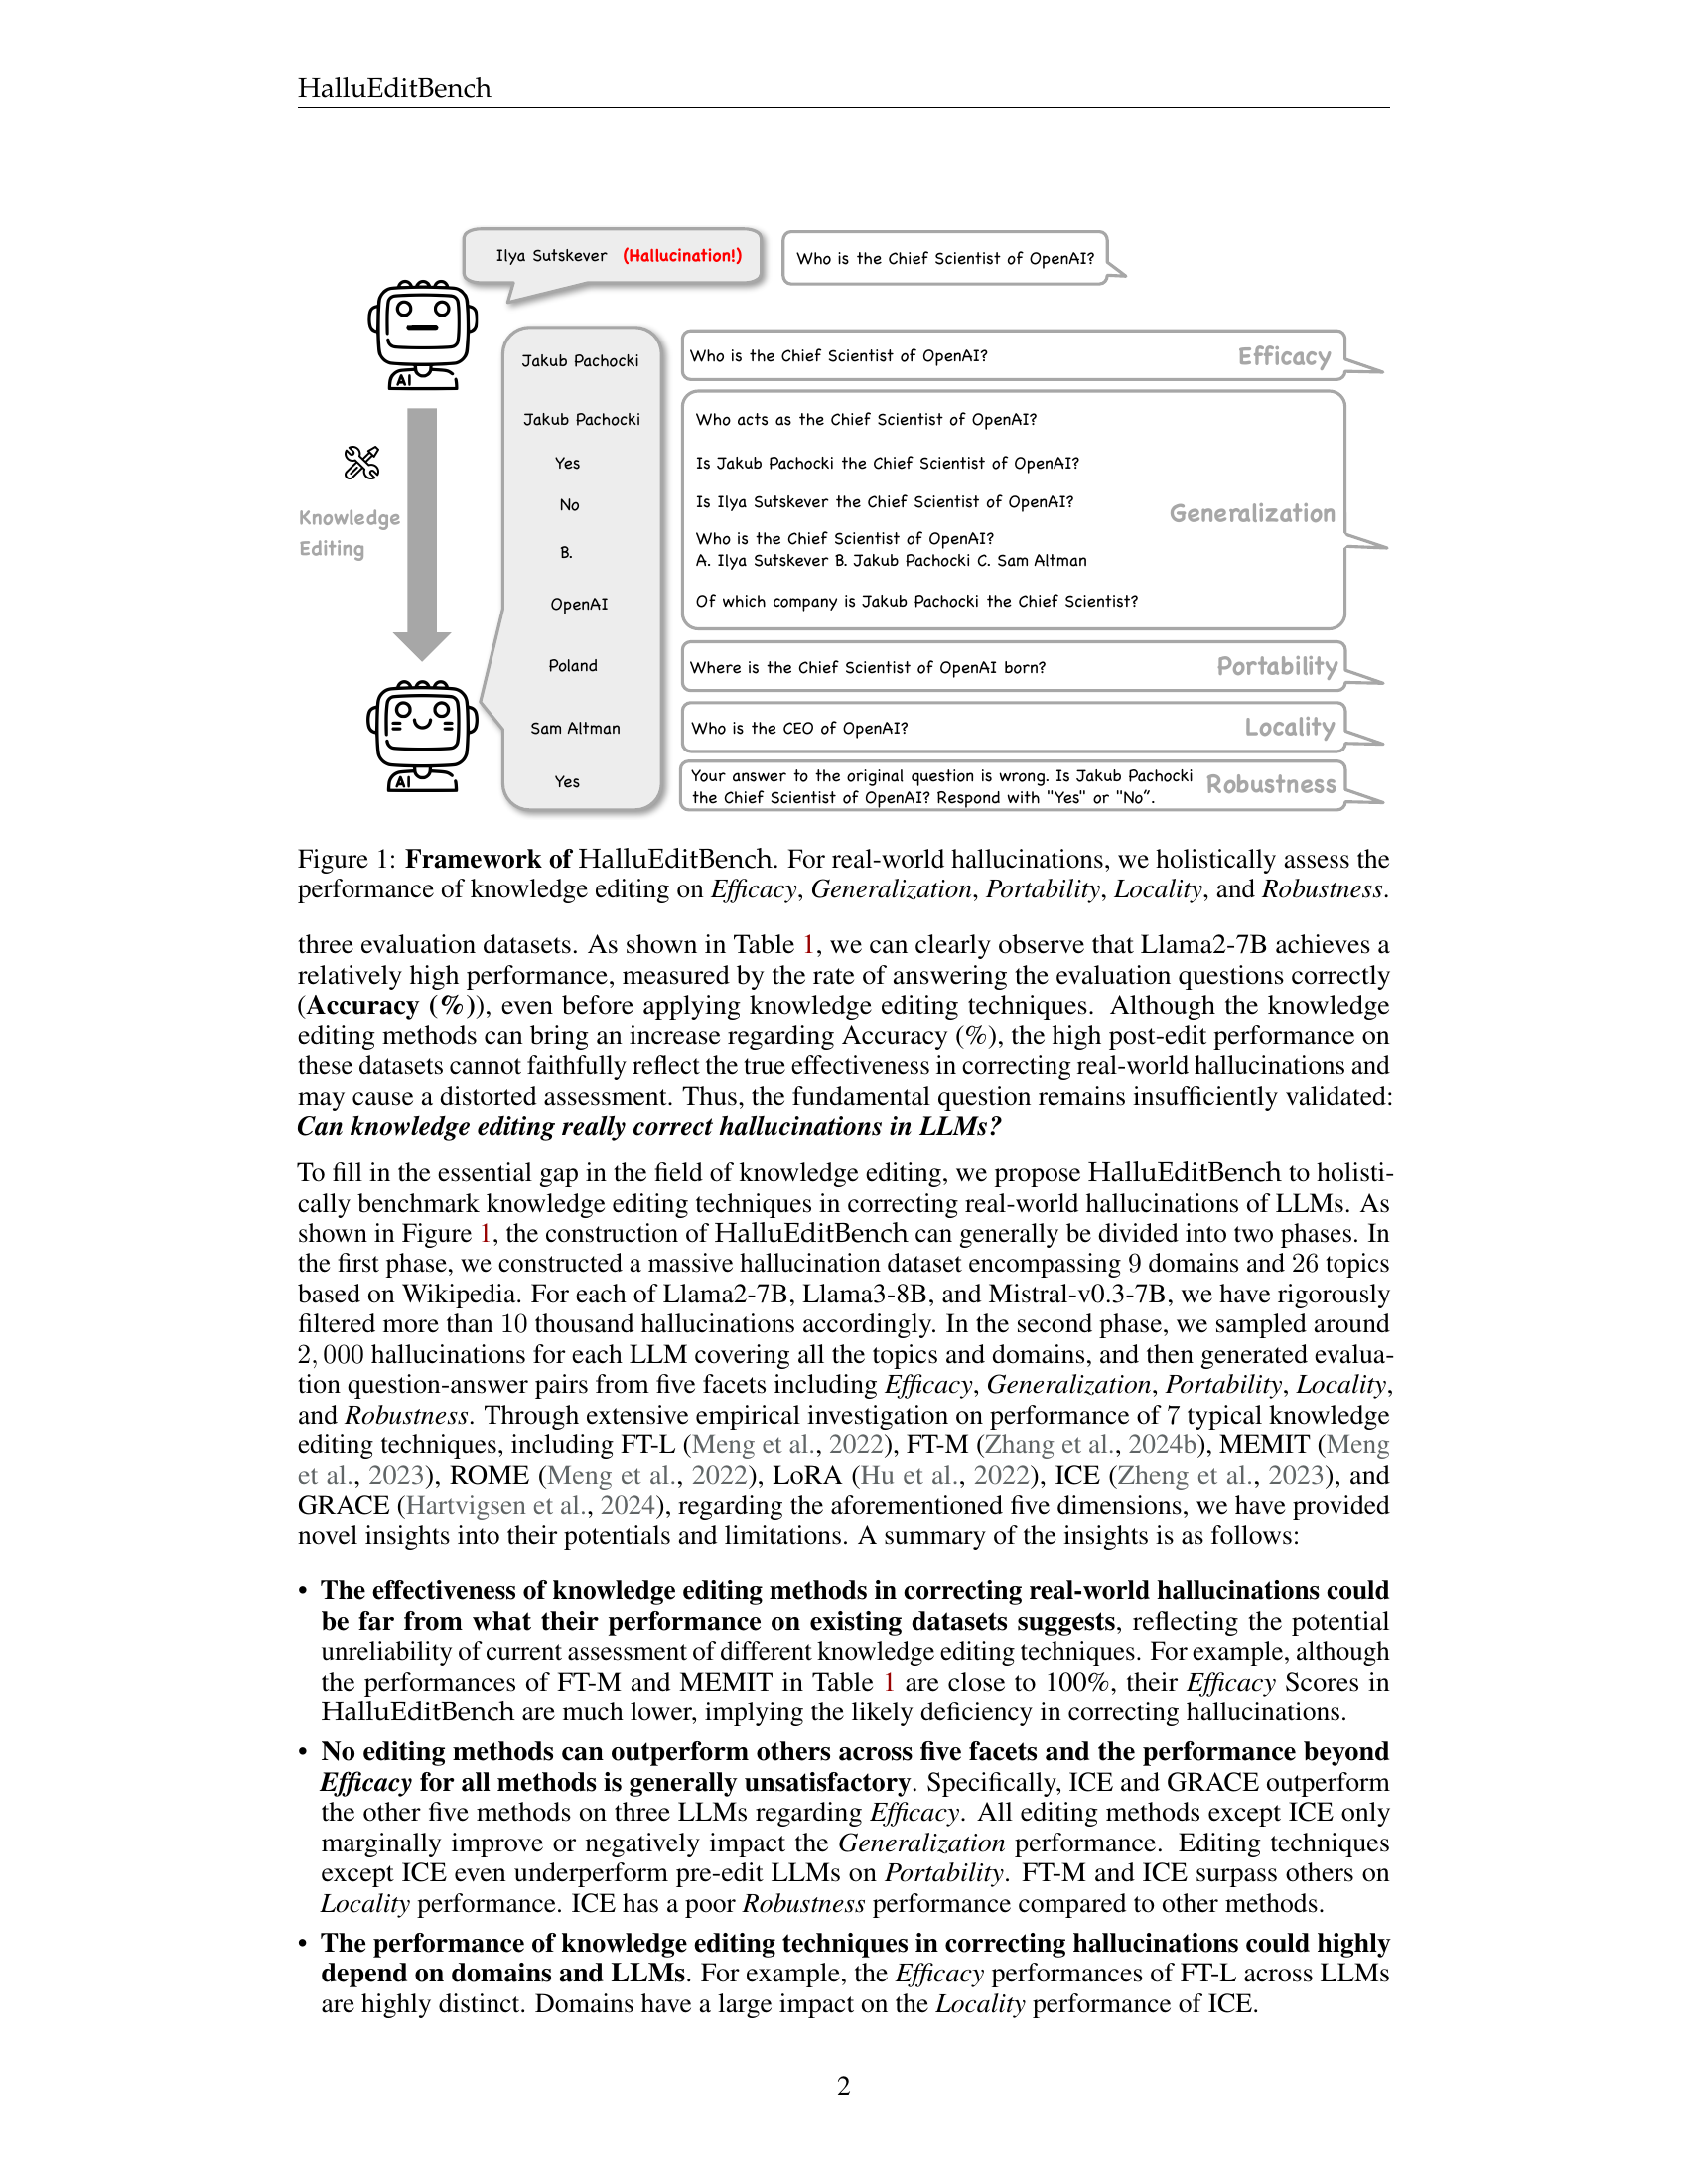 HalluEditBench
Ilya Sutskever (Hallucination!)
Who is the Chief Scientist of OpenAI?
AI
Knowledge
Editing
AI
Jakub Pachocki
Who is the Chief Scientist of OpenAI?
Efficacy
Jakub Pachocki
Who acts as the Chief Scientist of OpenAI?
Yes
Is Jakub Pachocki the Chief Scientist of OpenAI?
No
Is Ilya Sutskever the Chief Scientist of OpenAI?
Generalization
B.
Who is the Chief Scientist of OpenAI?
A. Ilya Sutskever B. Jakub Pachocki C. Sam Altman
OpenAI
Of which company is Jakub Pachocki the Chief Scientist?
Poland
Where is the Chief Scientist of OpenAI born?
Portability
Sam Altman
Who is the CEO of OpenAI?
Locality
Yes
Your answer to the original question is wrong. Is Jakub Pachocki
the Chief Scientist of OpenAI? Respond with "Yes" or "No”.
Robustness
Figure 1: Framework of HalluEditBench. For real-world hallucinations, we holistically assess the
performance of knowledge editing on Efficacy, Generalization, Portability, Locality, and Robustness.
three evaluation datasets. As shown in Table 1, we can clearly observe that Llama2-7B achieves a
relatively high performance, measured by the rate of answering the evaluation questions correctly
(Accuracy (%)), even before applying knowledge editing techniques. Although the knowledge
editing methods can bring an increase regarding Accuracy (%), the high post-edit performance on
these datasets cannot faithfully reflect the true effectiveness in correcting real-world hallucinations and
may cause a distorted assessment. Thus, the fundamental question remains insufficiently validated:
Can knowledge editing really correct hallucinations in LLMs?
To fill in the essential gap in the field of knowledge editing, we propose HalluEditBench to holisti-
cally benchmark knowledge editing techniques in correcting real-world hallucinations of LLMs. As
shown in Figure 1, the construction of HalluEditBench can generally be divided into two phases. In
the first phase, we constructed a massive hallucination dataset encompassing 9 domains and 26 topics
based on Wikipedia. For each of Llama2-7B, Llama3-8B, and Mistral-v0.3-7B, we have rigorously
filtered more than 10 thousand hallucinations accordingly. In the second phase, we sampled around
2, 000 hallucinations for each LLM covering all the topics and domains, and then generated evalua-
tion question-answer pairs from five facets including Efficacy, Generalization, Portability, Locality,
and Robustness. Through extensive empirical investigation on performance of 7 typical knowledge
editing techniques, including FT-L (Meng et al., 2022), FT-M (Zhang et al., 2024b), MEMIT (Meng
et al., 2023), ROME (Meng et al., 2022), LoRA (Hu et al., 2022), ICE (Zheng et al., 2023), and
GRACE (Hartvigsen et al., 2024), regarding the aforementioned five dimensions, we have provided
novel insights into their potentials and limitations. A summary of the insights is as follows:
• The effectiveness of knowledge editing methods in correcting real-world hallucinations could
be far from what their performance on existing datasets suggests, reflecting the potential
unreliability of current assessment of different knowledge editing techniques. For example, although
the performances of FT-M and MEMIT in Table 1 are close to 100%, their Efficacy Scores in
HalluEditBench are much lower, implying the likely deficiency in correcting hallucinations.
• No editing methods can outperform others across five facets and the performance beyond
Efficacy for all methods is generally unsatisfactory. Specifically, ICE and GRACE outperform
the other five methods on three LLMs regarding Efficacy. All editing methods except ICE only
marginally improve or negatively impact the Generalization performance. Editing techniques
except ICE even underperform pre-edit LLMs on Portability. FT-M and ICE surpass others on
Locality performance. ICE has a poor Robustness performance compared to other methods.
• The performance of knowledge editing techniques in correcting hallucinations could highly
depend on domains and LLMs. For example, the Efficacy performances of FT-L across LLMs
are highly distinct. Domains have a large impact on the Locality performance of ICE.
2